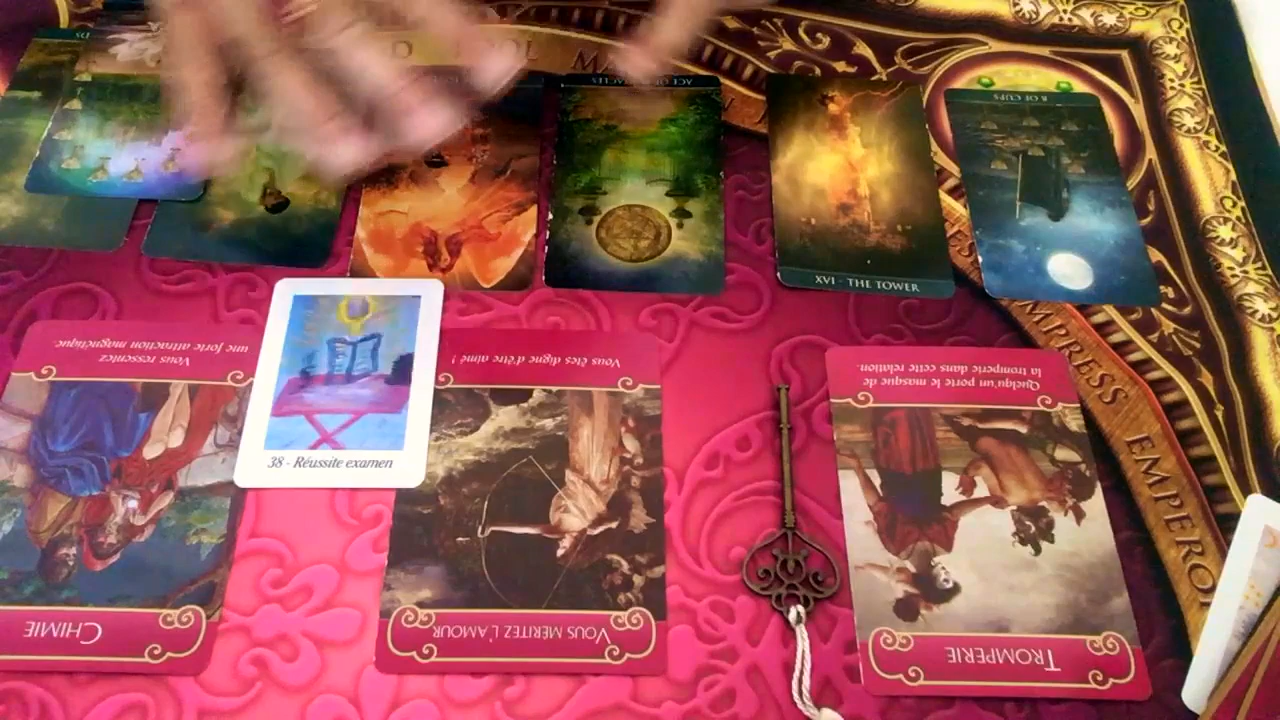 ACE OF PENTACLES
8 OF CUPS
XVI - THE TOWER
EMPRESS
EMPEROR
Vous ressentez
une forte attraction magnétique.
CHIMIE
38 - Réussite examen
Vous êtes digne d'être aimé !
VOUS MÉRITEZ L'AMOUR
Quelqu'un porte le masque de
la tromperie dans cette relation.
TROMPERIE